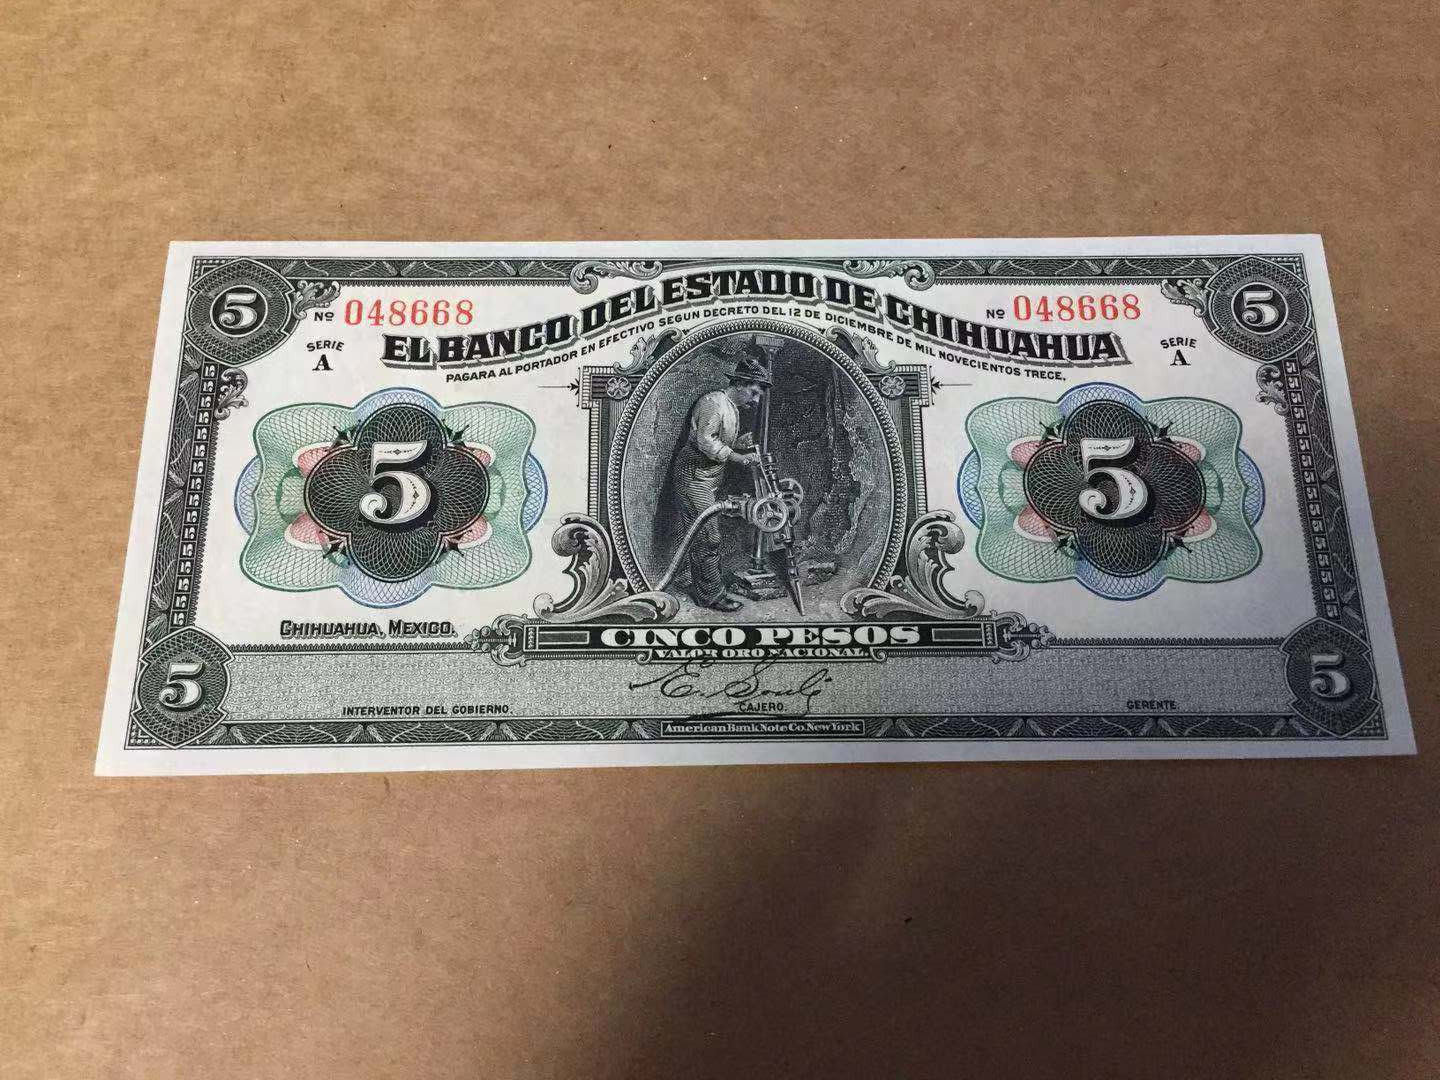 5
5
Nº 048668
Nº 048668
EL BANCO DEL ESTADO DE CHIHUAHUA
SERIE
A
SERIE
A
PAGARA AL PORTADOR EN EFECTIVO SEGUN DECRETO DEL 12 DE DICIEMBRE DE MIL NOVECIENTOS TRECE.
5
5
CHIHUAHUA, MEXICO.
CINCO PESOS
VALOR ORO NACIONAL
5
5
INTERVENTOR DEL GOBIERNO.
CAJERO.
GERENTE.
American Bank Note Co. New York